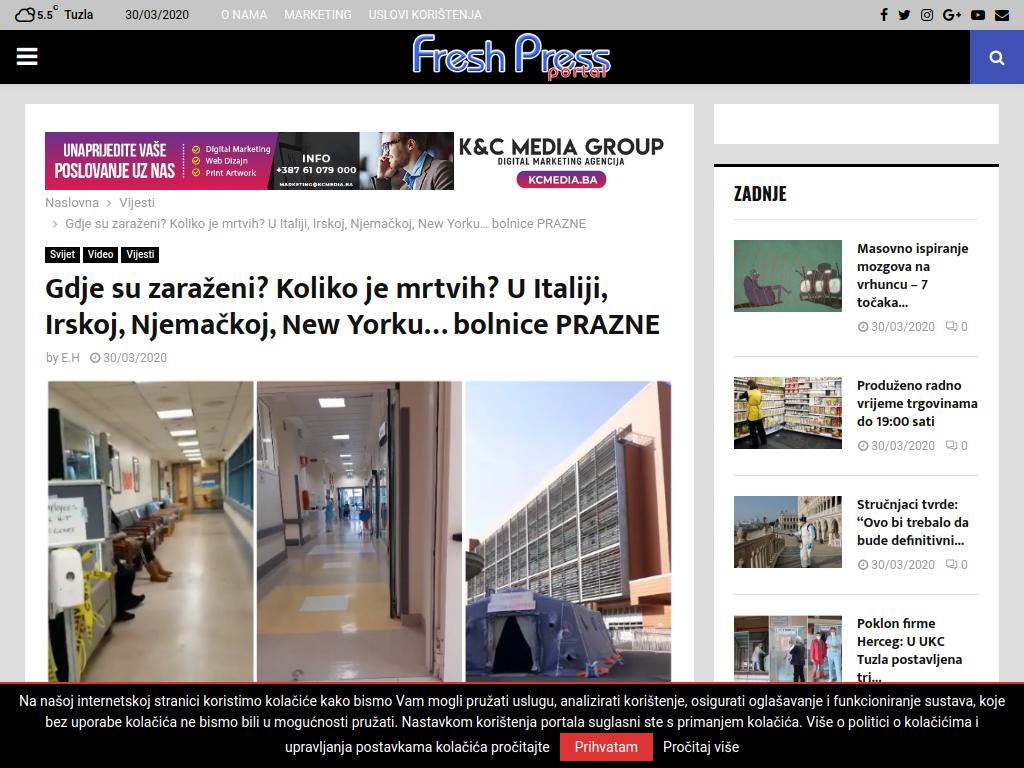 5.5 C Tuzla 30/03/2020 O NAMA MARKETING USLOVI KORIŠTENJA
Fresh Press
portal
UNAPRIJEDITE VAŠE
POSLOVANJE UZ NAS
Digital Marketing
Web Dizajn
Print Artwork
INFO
+387 61 079 000
MARKETING@KCMEDIA.BA
K&C MEDIA GROUP
DIGITAL MARKETING AGENCIJA
KCMEDIA.BA
Naslovna > Vijesti
> Gdje su zaraženi? Koliko je mrtvih? U Italiji, Irskoj, Njemačkoj, New Yorku… bolnice PRAZNE
Svijet Video Vijesti
Gdje su zaraženi? Koliko je mrtvih? U Italiji,
Irskoj, Njemačkoj, New Yorku… bolnice PRAZNE
by E.H 30/03/2020
ZADNJE
Masovno ispiranje
mozgova na
vrhuncu – 7
točaka...
30/03/2020 0
Produženo radno
vrijeme trgovinama
do 19:00 sati
30/03/2020 0
Stručnjaci tvrde:
“Ovo bi trebalo da
bude definitivni...
30/03/2020 0
Poklon firme
Herceg: U UKC
Tuzla postavljena
tri...
Na našoj internetskoj stranici koristimo kolačiće kako bismo Vam mogli pružati uslugu, analizirati korištenje, osigurati oglašavanje i funkcioniranje sustava, koje
bez uporabe kolačića ne bismo bili u mogućnosti pružati. Nastavkom korištenja portala suglasni ste s primanjem kolačića. Više o politici o kolačićima i
upravljanja postavkama kolačića pročitajte Prihvatam Pročitaj više